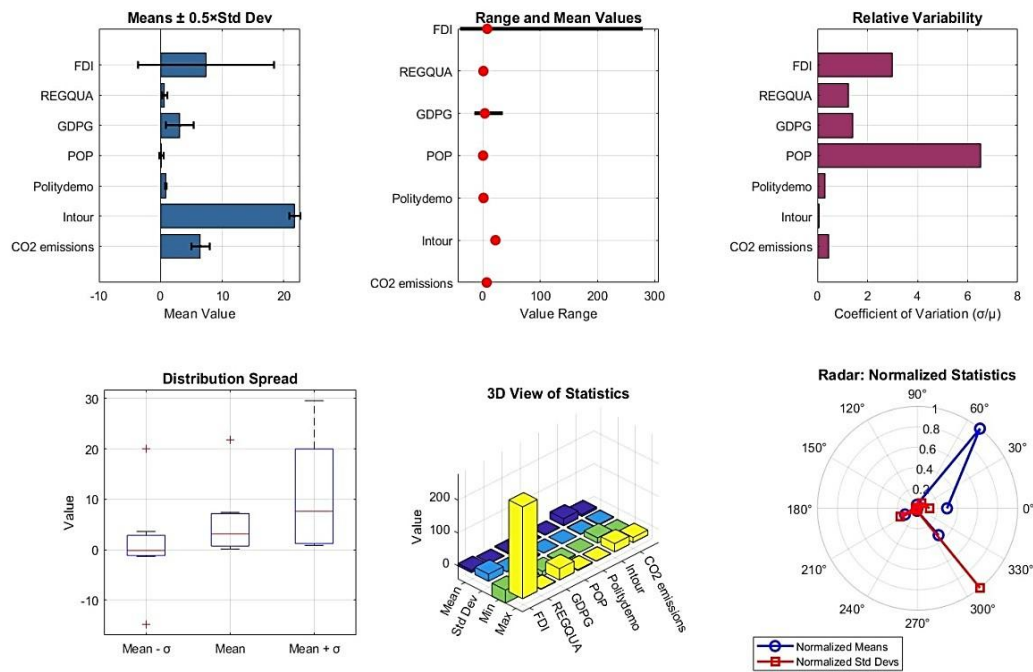 Means ± 0.5×Std Dev
FDI
REGQUA
GDPG
POP
Politydemo
Intour
CO2 emissions
-10
0
10
20
Mean Value
Range and Mean Values
FDI
REGQUA
GDPG
POP
Politydemo
Intour
CO2 emissions
0
100
200
300
Value Range
Relative Variability
FDI
REGQUA
GDPG
POP
Politydemo
Intour
CO2 emissions
0
2
4
6
8
Coefficient of Variation (σ/μ)
Distribution Spread
30
20
10
0
-10
Value
Mean - σ
Mean
Mean + σ
3D View of Statistics
200
100
0
Value
Mean
Std Dev
Min
Max
FDI
REGQUA
GDPG
POP
Politydemo
Intour
CO2 emissions
Radar: Normalized Statistics
90°
120°
60°
150°
30°
180°
0°
210°
330°
240°
300°
270°
1
0.8
0.6
0.4
0.2
Normalized Means
Normalized Std Devs